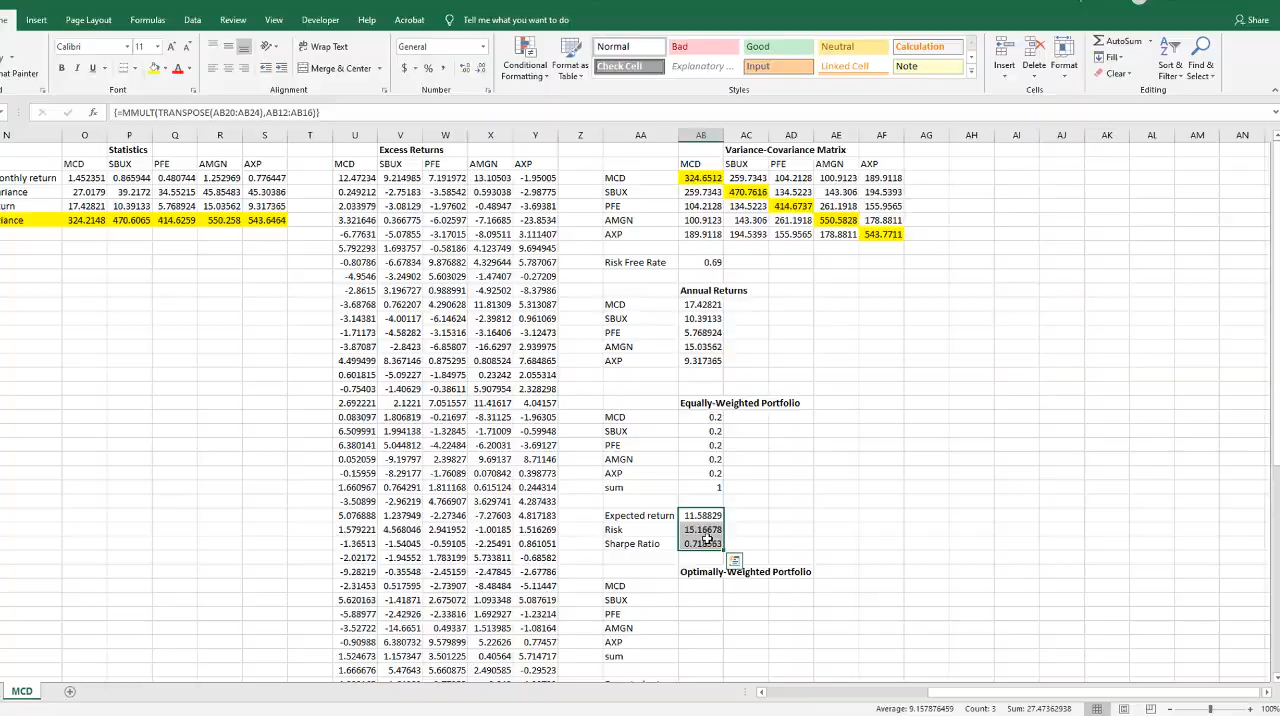 ne Insert Page Layout Formulas Data Review View Developer Help Acrobat Tell me what you want to do Share
Calibri 11 A A Wrap Text General Conditional Formatting Format as Table Normal Bad Good Neutral Calculation Insert Delete Format AutoSum Sort & Filter Find & Select
at Painter B I U Merge & Center $ % Check Cell Explanatory ... Input Linked Cell Note Fill Clear
Font Alignment Number Styles Cells Editing
fx {=MMULT(TRANSPOSE(AB20:AB24),AB12:AB16)}
N O P Q R S T U V W X Y Z AA AB AC AD AE AF AG AH AI AJ AK AL AM AN
Statistics Excess Returns Variance-Covariance Matrix
MCD SBUX PFE AMGN AXP MCD SBUX PFE AMGN AXP MCD SBUX PFE AMGN AXP
onthly return 1.452351 0.865944 0.480744 1.252969 0.776447 12.47234 9.214985 7.191972 13.10503 -1.95005 MCD 324.6512 259.7343 104.2128 100.9123 189.9118
variance 27.0179 39.2172 34.55215 45.85483 45.30386 0.249212 -2.75183 -3.58542 0.593038 -2.98775 SBUX 259.7343 470.7616 134.5223 143.306 194.5393
turn 17.42821 10.39133 5.768924 15.03562 9.317365 2.033979 -3.08129 -1.97602 -0.48947 -3.69381 PFE 104.2128 134.5223 414.6737 261.1918 155.9565
iance 324.2148 470.6065 414.6259 550.258 543.6464 3.321646 0.366775 -6.02731 -7.16685 -23.8534 AMGN 100.9123 143.306 261.1918 550.5828 178.8811
-6.77631 -5.07815 -3.17015 -8.09511 3.111407 AXP 189.9118 194.5393 155.9565 178.8811 543.7711
5.792293 1.693757 -0.58186 4.123749 9.694945
-0.80786 -6.67834 9.876882 4.329644 5.787067 Risk Free Rate 0.69
-4.9546 -3.24902 5.603029 -1.47407 -0.27209
-2.8615 3.196727 0.988991 -4.92502 -8.37986 Annual Returns
-3.68768 0.762207 4.290628 11.81309 5.313087 MCD 17.42821
-3.14381 -4.00117 -6.14624 -2.39812 0.961069 SBUX 10.39133
-1.71173 -4.58282 -3.15316 -3.16406 -3.12473 PFE 5.768924
-3.87087 -2.8423 -6.85807 -16.6297 2.939975 AMGN 15.03562
4.499499 8.367146 0.875295 0.808524 7.684865 AXP 9.317365
0.601815 -5.09227 -1.84975 0.24232 2.055314
-0.75403 -1.40629 -0.38611 5.907954 2.328298
2.692221 2.1221 7.051557 11.41617 4.04157 Equally-Weighted Portfolio
0.083097 1.806819 -0.21697 -8.31125 -1.96305 MCD 0.2
6.509991 1.994138 -1.32845 -1.71009 -0.59948 SBUX 0.2
6.380141 5.044812 -4.22484 -6.20031 -3.69127 PFE 0.2
0.052059 -9.19797 2.39827 9.69137 8.71146 AMGN 0.2
-0.15959 -8.29177 -1.76089 0.070842 0.398773 AXP 0.2
1.660967 0.764291 1.811168 0.615124 0.244314 sum 1
-3.50899 -2.96219 4.766907 3.629741 4.287433
5.076888 1.237949 -2.27346 -7.27603 4.817183 Expected return 11.58829
1.579221 4.568046 2.941952 -1.00185 1.516269 Risk 15.16678
-1.36513 -1.54045 -0.59105 -2.25491 0.861051 Sharpe Ratio
-2.02172 -1.94552 1.783199 5.733811 -0.68582
-9.28219 -0.35548 -2.45159 -2.47845 -2.67786 Optimally-Weighted Portfolio
-2.31453 0.517595 -2.73907 -8.48484 -5.11447 MCD
5.620163 -1.41871 2.675072 1.093348 5.087619 SBUX
-5.88977 -2.42926 -2.33816 1.692927 -1.23214 PFE
-3.52722 -14.6651 0.49337 1.513985 -1.08164 AMGN
-0.90988 6.380732 9.579899 5.22626 0.77457 AXP
1.524673 1.157347 3.501225 0.40564 5.714717 sum
1.666676 5.47643 5.660875 2.490585 -0.29523
MCD
Average: 9.157876459 Count: 3 Sum: 27.47362938 100%